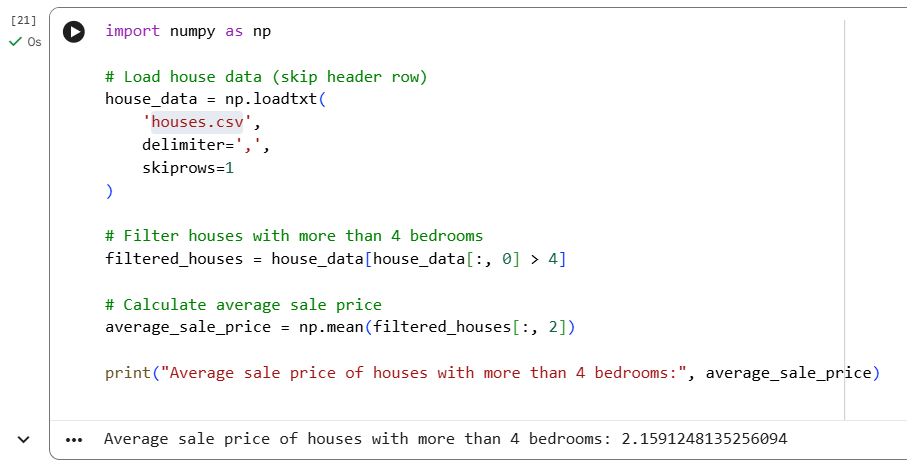 [21]
0s
import numpy as np
# Load house data (skip header row)
house_data = np.loadtxt(
    'houses.csv',
    delimiter=',',
    skiprows=1
)
# Filter houses with more than 4 bedrooms
filtered_houses = house_data[house_data[:, 0] > 4]
# Calculate average sale price
average_sale_price = np.mean(filtered_houses[:, 2])
print("Average sale price of houses with more than 4 bedrooms:", average_sale_price)
Average sale price of houses with more than 4 bedrooms: 2.1591248135256094